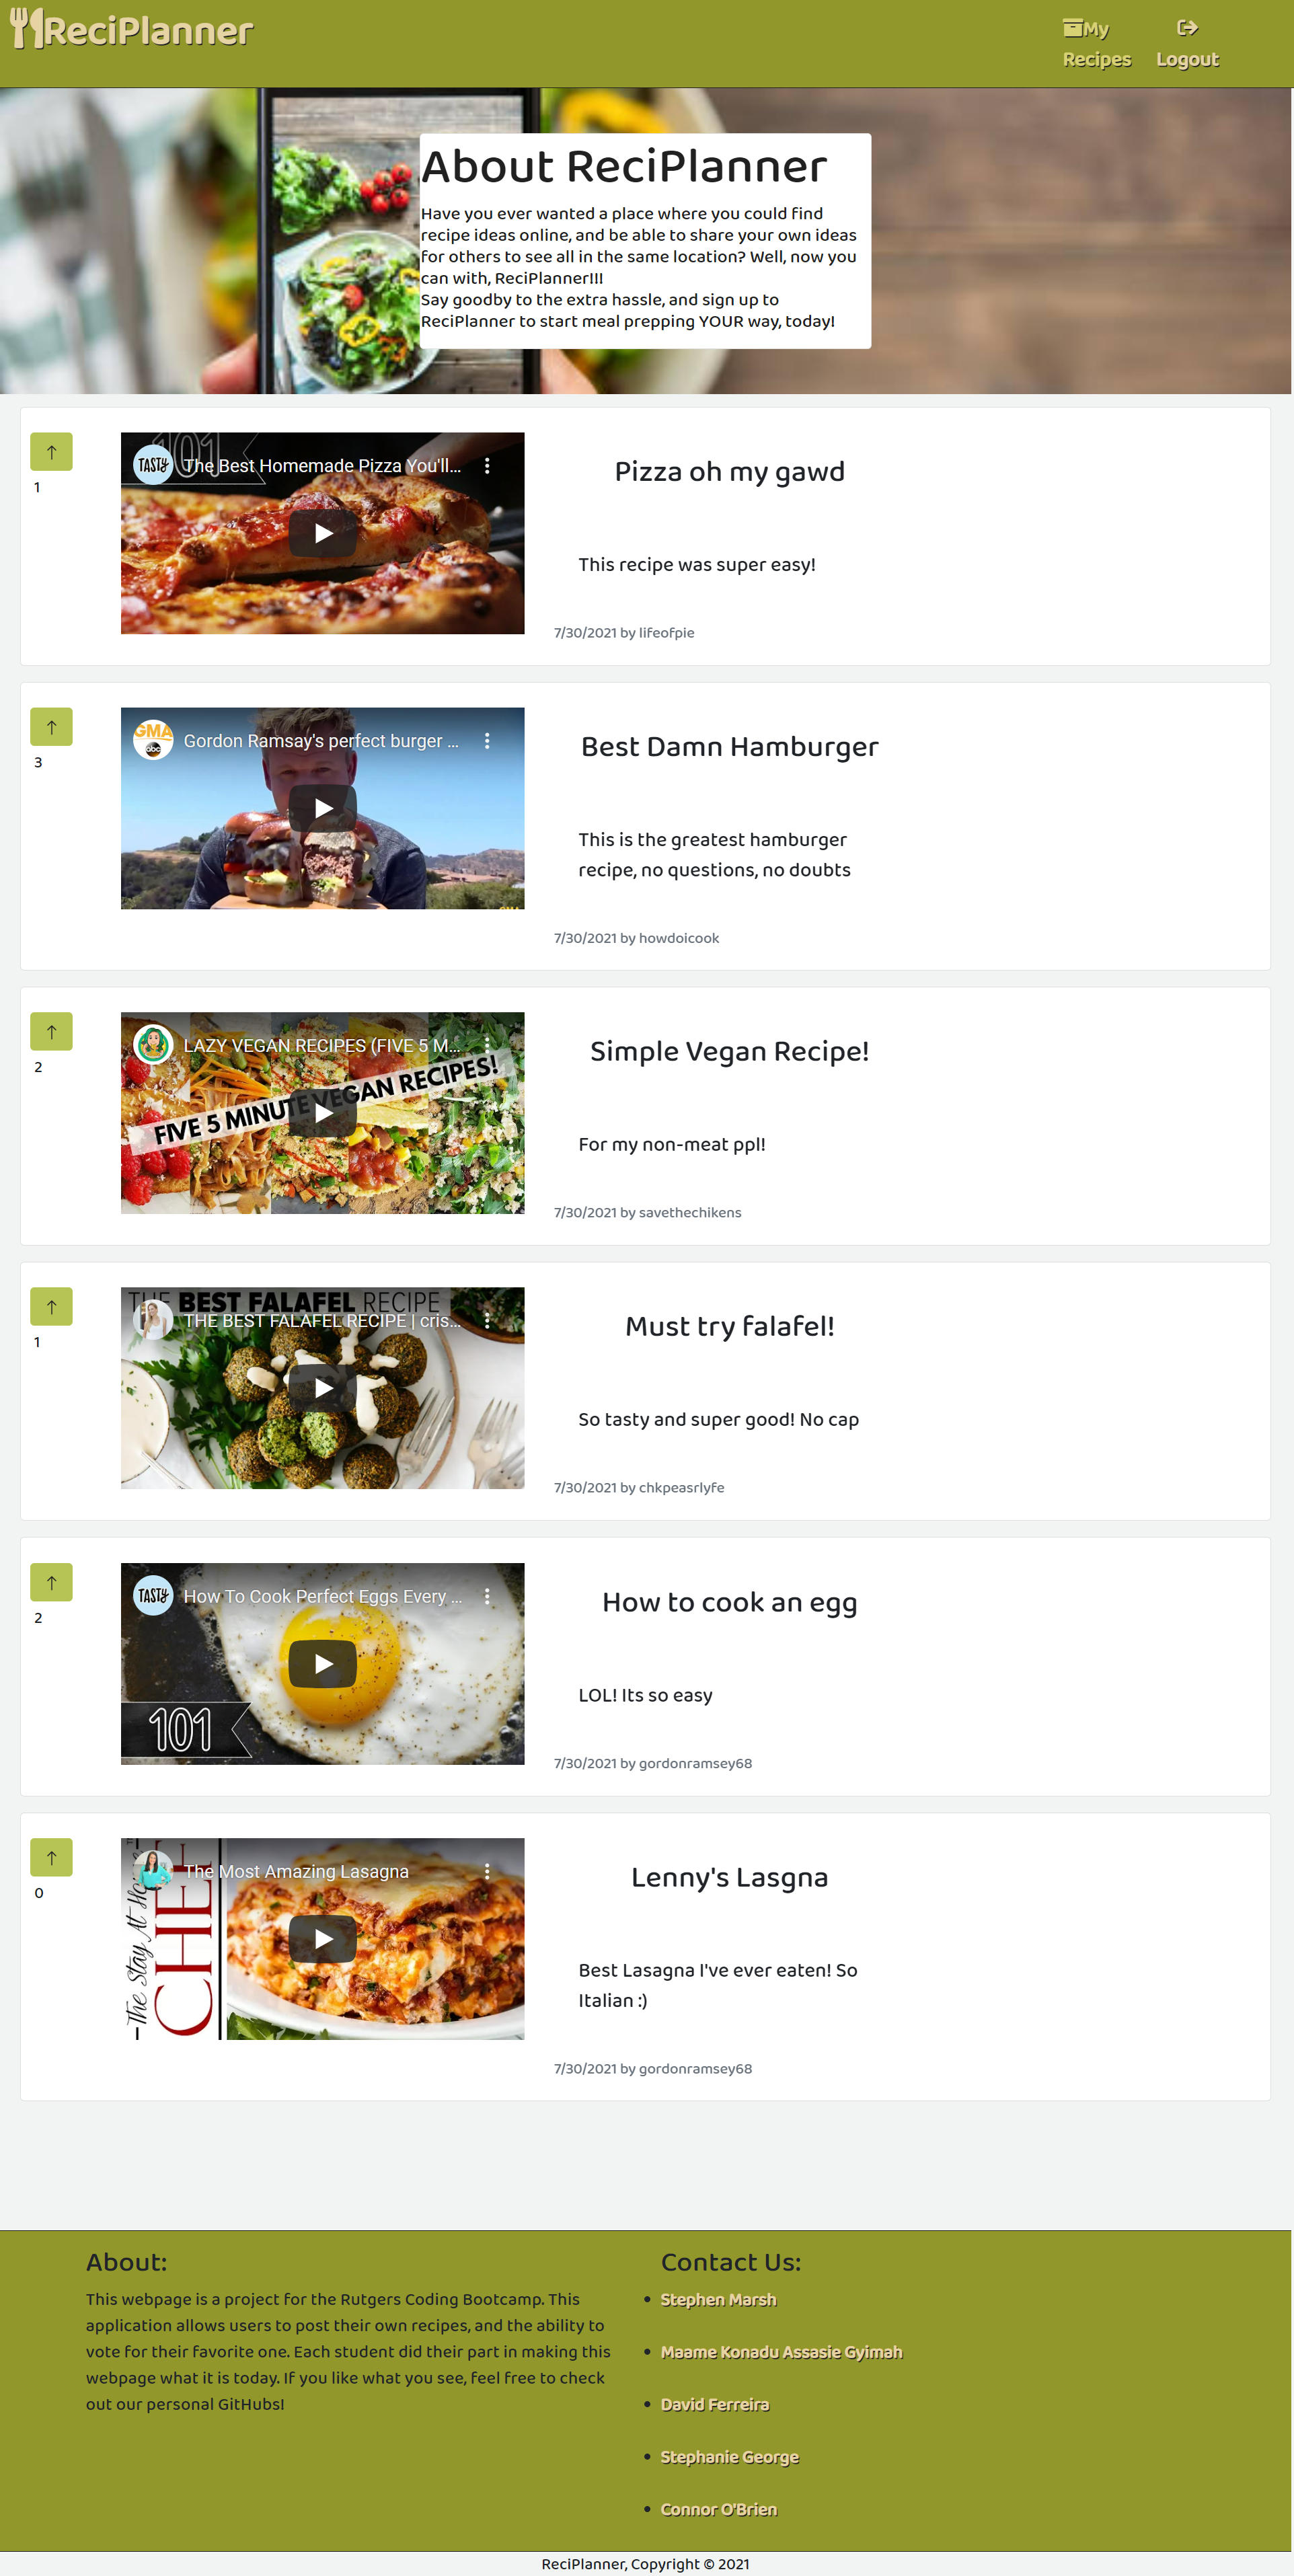 ReciPlanner
My
Recipes
Logout
About ReciPlanner
Have you ever wanted a place where you could find
recipe ideas online, and be able to share your own ideas
for others to see all in the same location? Well, now you
can with, ReciPlanner!!!
Say goodby to the extra hassle, and sign up to
ReciPlanner to start meal prepping YOUR way, today!
↑
1
101
TASTY
The Best Homemade Pizza You'll...
Pizza oh my gawd
This recipe was super easy!
7/30/2021 by lifeofpie
↑
3
GMA
abc
Gordon Ramsay's perfect burger ...
Best Damn Hamburger
This is the greatest hamburger
recipe, no questions, no doubts
7/30/2021 by howdoicook
↑
2
LAZY VEGAN RECIPES (FIVE 5 M...
FIVE 5 MINUTE VEGAN RECIPES!
Simple Vegan Recipe!
For my non-meat ppl!
7/30/2021 by savethechikens
↑
1
THE BEST FALAFEL RECIPE
THE BEST FALAFEL RECIPE | cris...
Must try falafel!
So tasty and super good! No cap
7/30/2021 by chkpeasrlyfe
↑
2
TASTY
How To Cook Perfect Eggs Every ...
101
How to cook an egg
LOL! Its so easy
7/30/2021 by gordonramsey68
↑
0
The Most Amazing Lasagna
The Stay At Ho
CHE
Lenny's Lasgna
Best Lasagna I've ever eaten! So
Italian :)
7/30/2021 by gordonramsey68
About:
This webpage is a project for the Rutgers Coding Bootcamp. This
application allows users to post their own recipes, and the ability to
vote for their favorite one. Each student did their part in making this
webpage what it is today. If you like what you see, feel free to check
out our personal GitHubs!
Contact Us:
• Stephen Marsh
• Maame Konadu Assasie Gyimah
• David Ferreira
• Stephanie George
• Connor O'Brien
ReciPlanner, Copyright © 2021